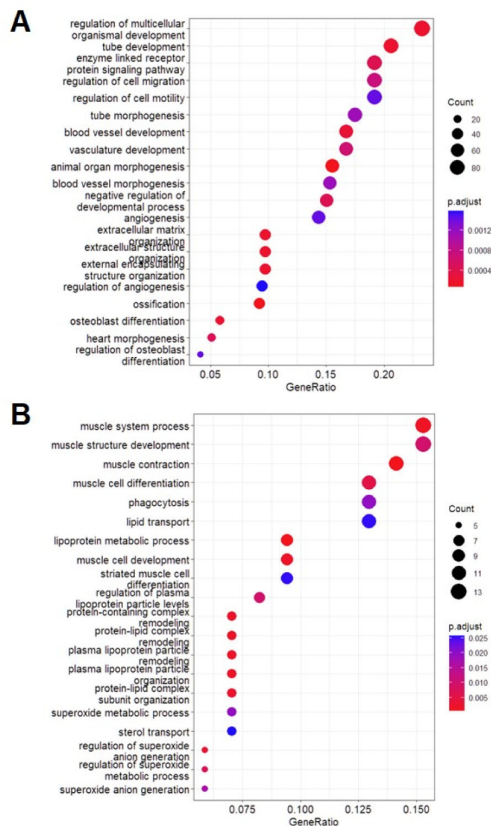 A
regulation of multicellular
organismal development
tube development
enzyme linked receptor
protein signaling pathway
regulation of cell migration
regulation of cell motility
tube morphogenesis
blood vessel development
vasculature development
animal organ morphogenesis
blood vessel morphogenesis
negative regulation of
developmental process
angiogenesis
extracellular matrix
organization
extracellular structure
organization
external encapsulating
structure organization
regulation of angiogenesis
ossification
osteoblast differentiation
heart morphogenesis
regulation of osteoblast
differentiation
0.05 0.10 0.15 0.20
GeneRatio
Count
20
40
60
80
p.adjust
0.0012
0.0004
B
muscle system process
muscle structure development
muscle contraction
muscle cell differentiation
phagocytosis
lipid transport
lipoprotein metabolic process
muscle cell development
striated muscle cell
differentiation
regulation of plasma
lipoprotein particle levels
protein-containing complex
remodeling
protein-lipid complex
remodeling
plasma lipoprotein particle
remodeling
plasma lipoprotein particle
organization
protein-lipid complex
subunit organization
superoxide metabolic process
sterol transport
regulation of superoxide
anion generation
regulation of superoxide
metabolic process
superoxide anion generation
0.075 0.100 0.125 0.150
GeneRatio
Count
5
7
9
11
13
p.adjust
0.025
0.020
0.015
0.010
0.005